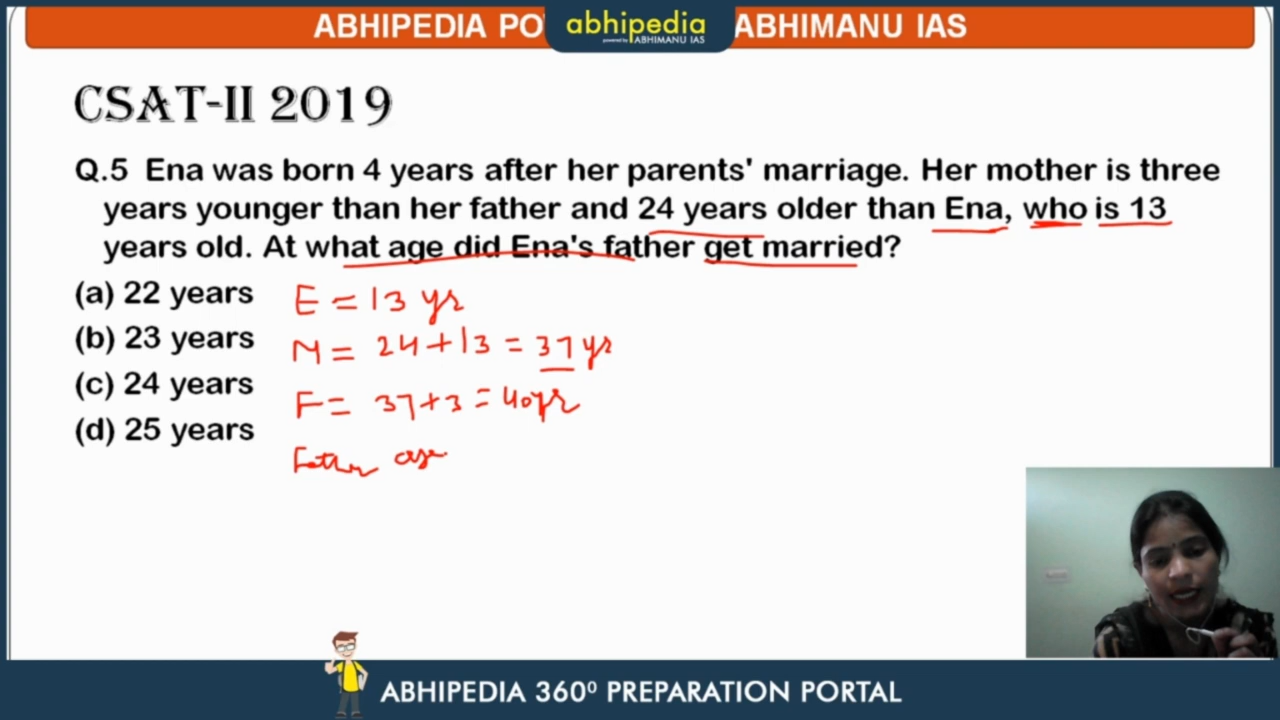 ABHIPEDIA PO
abhipedia
powered by ABHIMANU IAS
ABHIMANU IAS
CSAT-II 2019
Q.5 Ena was born 4 years after her parents' marriage. Her mother is three
years younger than her father and 24 years older than Ena, who is 13
years old. At what age did Ena's father get married?
(a) 22 years
E = 13 yr
(b) 23 years
M = 24 + 13 = 37 yr
(c) 24 years
F = 37 + 3 = 40 yr
(d) 25 years
Father age
ABHIPEDIA 360⁰ PREPARATION PORTAL